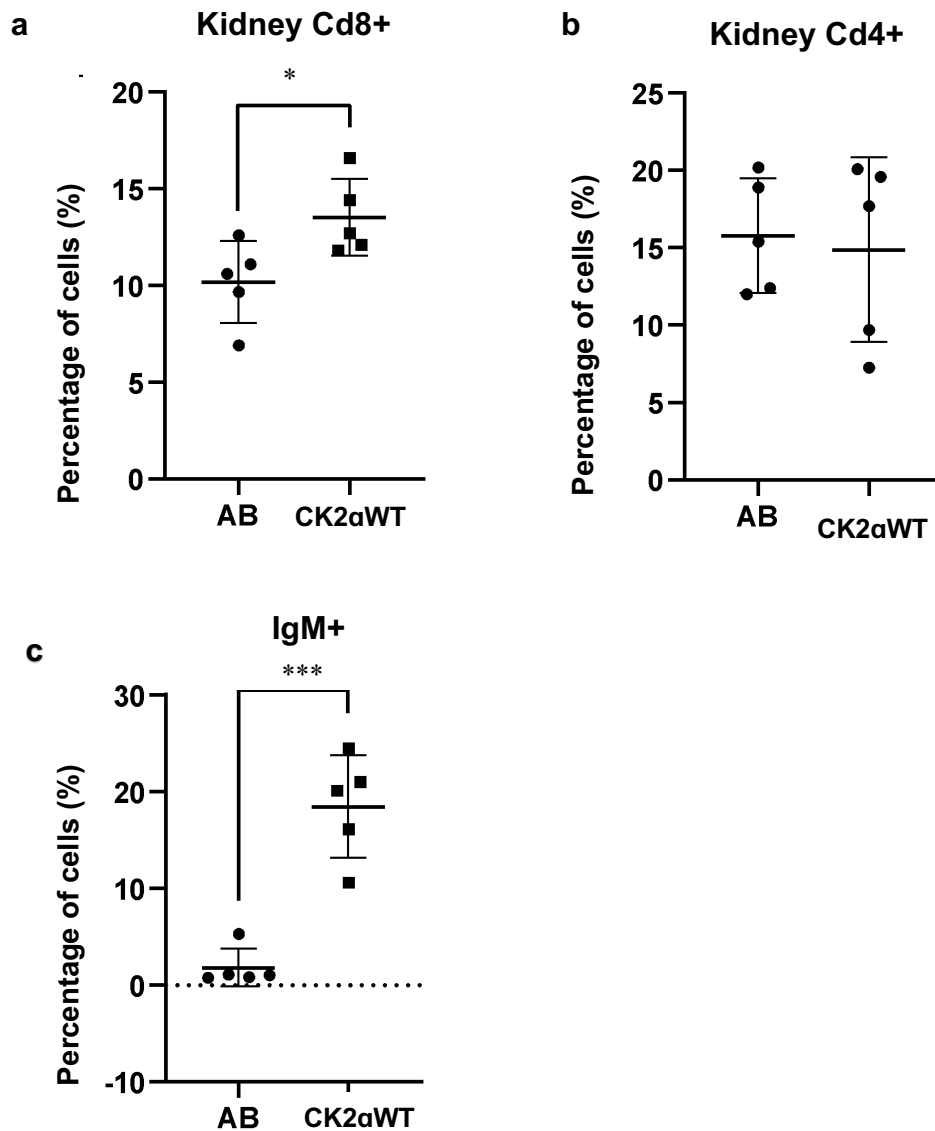 a
Kidney Cd8+
*
Percentage of cells (%)
20
15
10
5
0
AB
CK2αWT
b
Kidney Cd4+
Percentage of cells (%)
25
20
15
10
5
0
AB
CK2αWT
c
IgM+
***
Percentage of cells (%)
30
20
10
0
-10
AB
CK2αWT